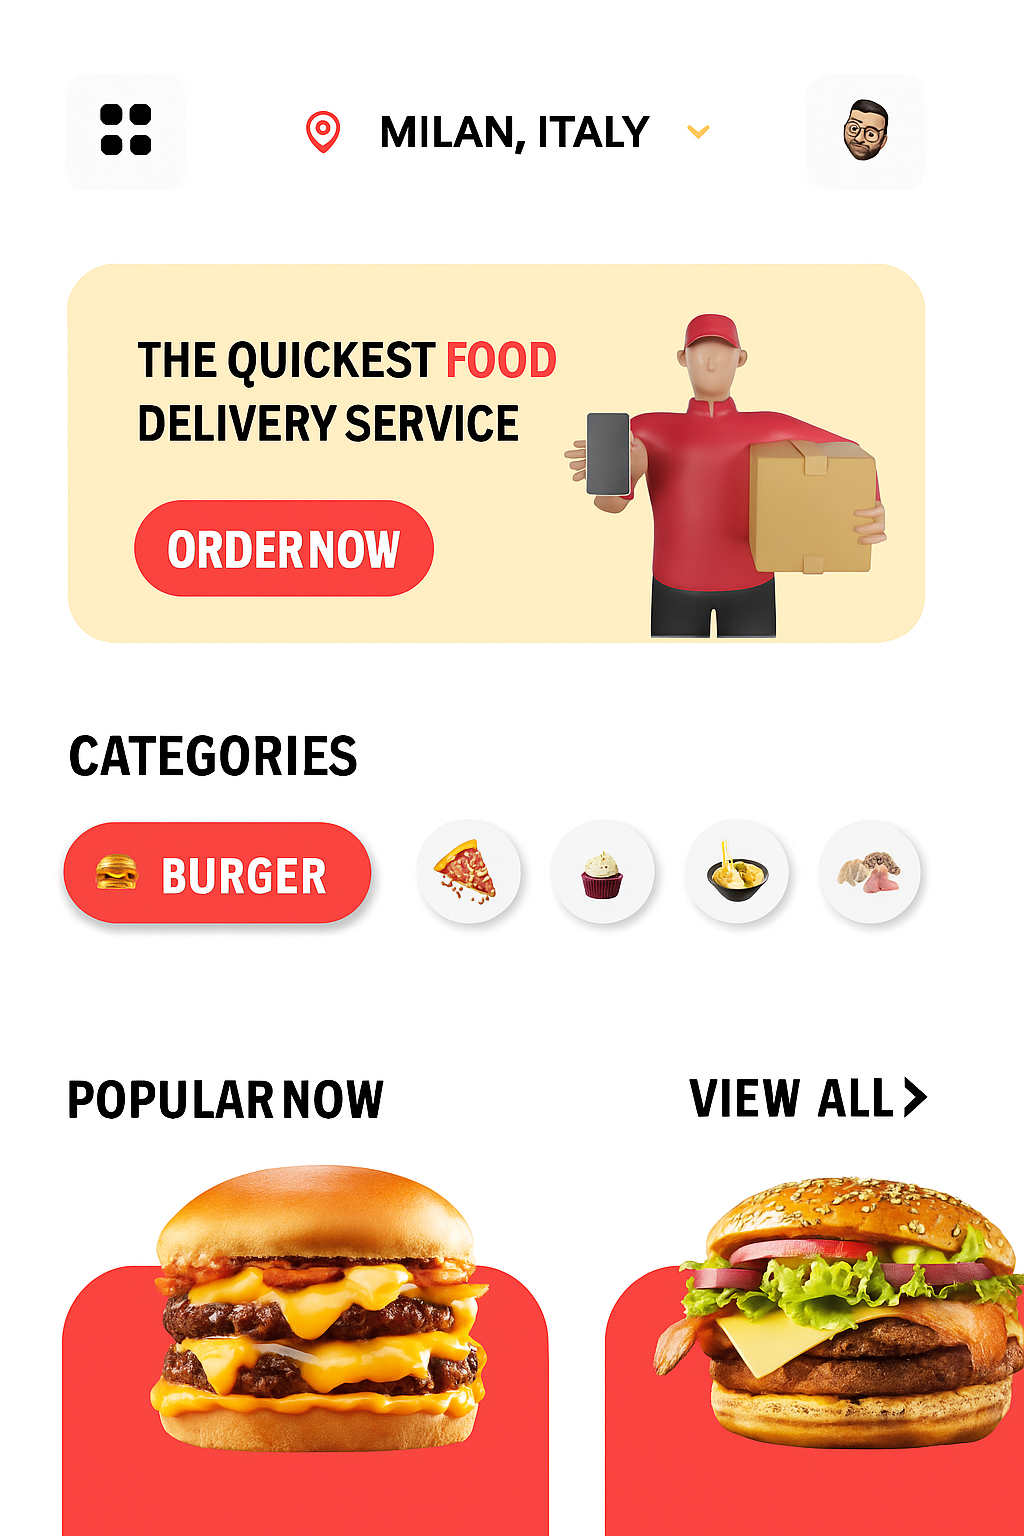 MILAN, ITALY
THE QUICKEST FOOD
DELIVERY SERVICE
ORDER NOW
CATEGORIES
BURGER
POPULAR NOW
VIEW ALL